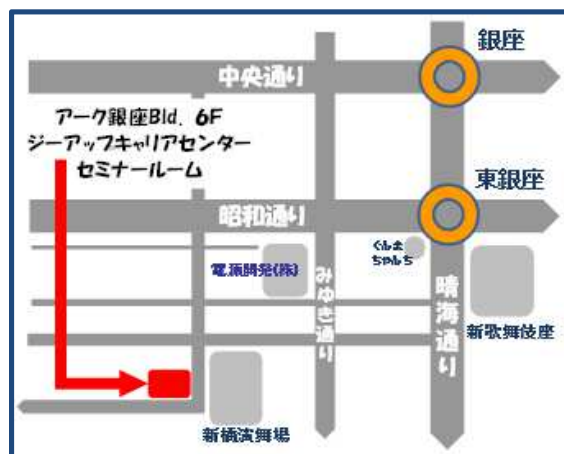 銀座
中央通り
アーク銀座Bld. 6F
ジーアップキャリアセンター
セミナールーム
東銀座
昭和通り
電源開発(株)
ぐんま
ちゃんち
みゆき通り
晴海通り
新歌舞伎座
新橋演舞場